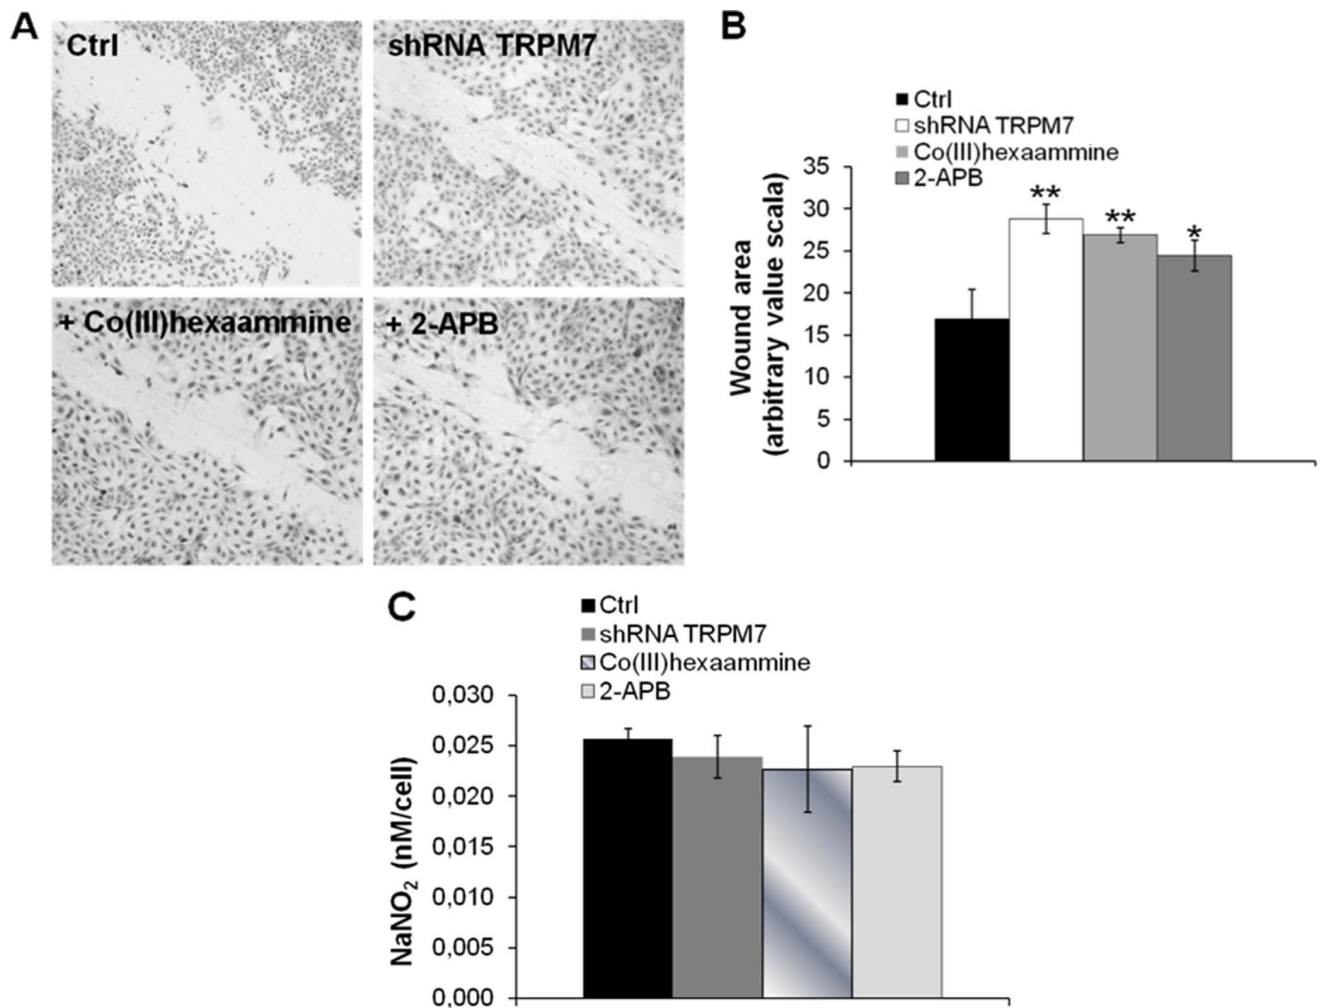 A
Ctrl
shRNA TRPM7
+ Co(III)hexaammine
+ 2-APB
B
Ctrl
shRNA TRPM7
Co(III)hexaammine
2-APB
Wound area
(arbitrary value scala)
35
30
25
20
15
10
5
0
**
**
*
C
Ctrl
shRNA TRPM7
Co(III)hexaammine
2-APB
NaNO₂ (nM/cell)
0,030
0,025
0,020
0,015
0,010
0,005
0,000